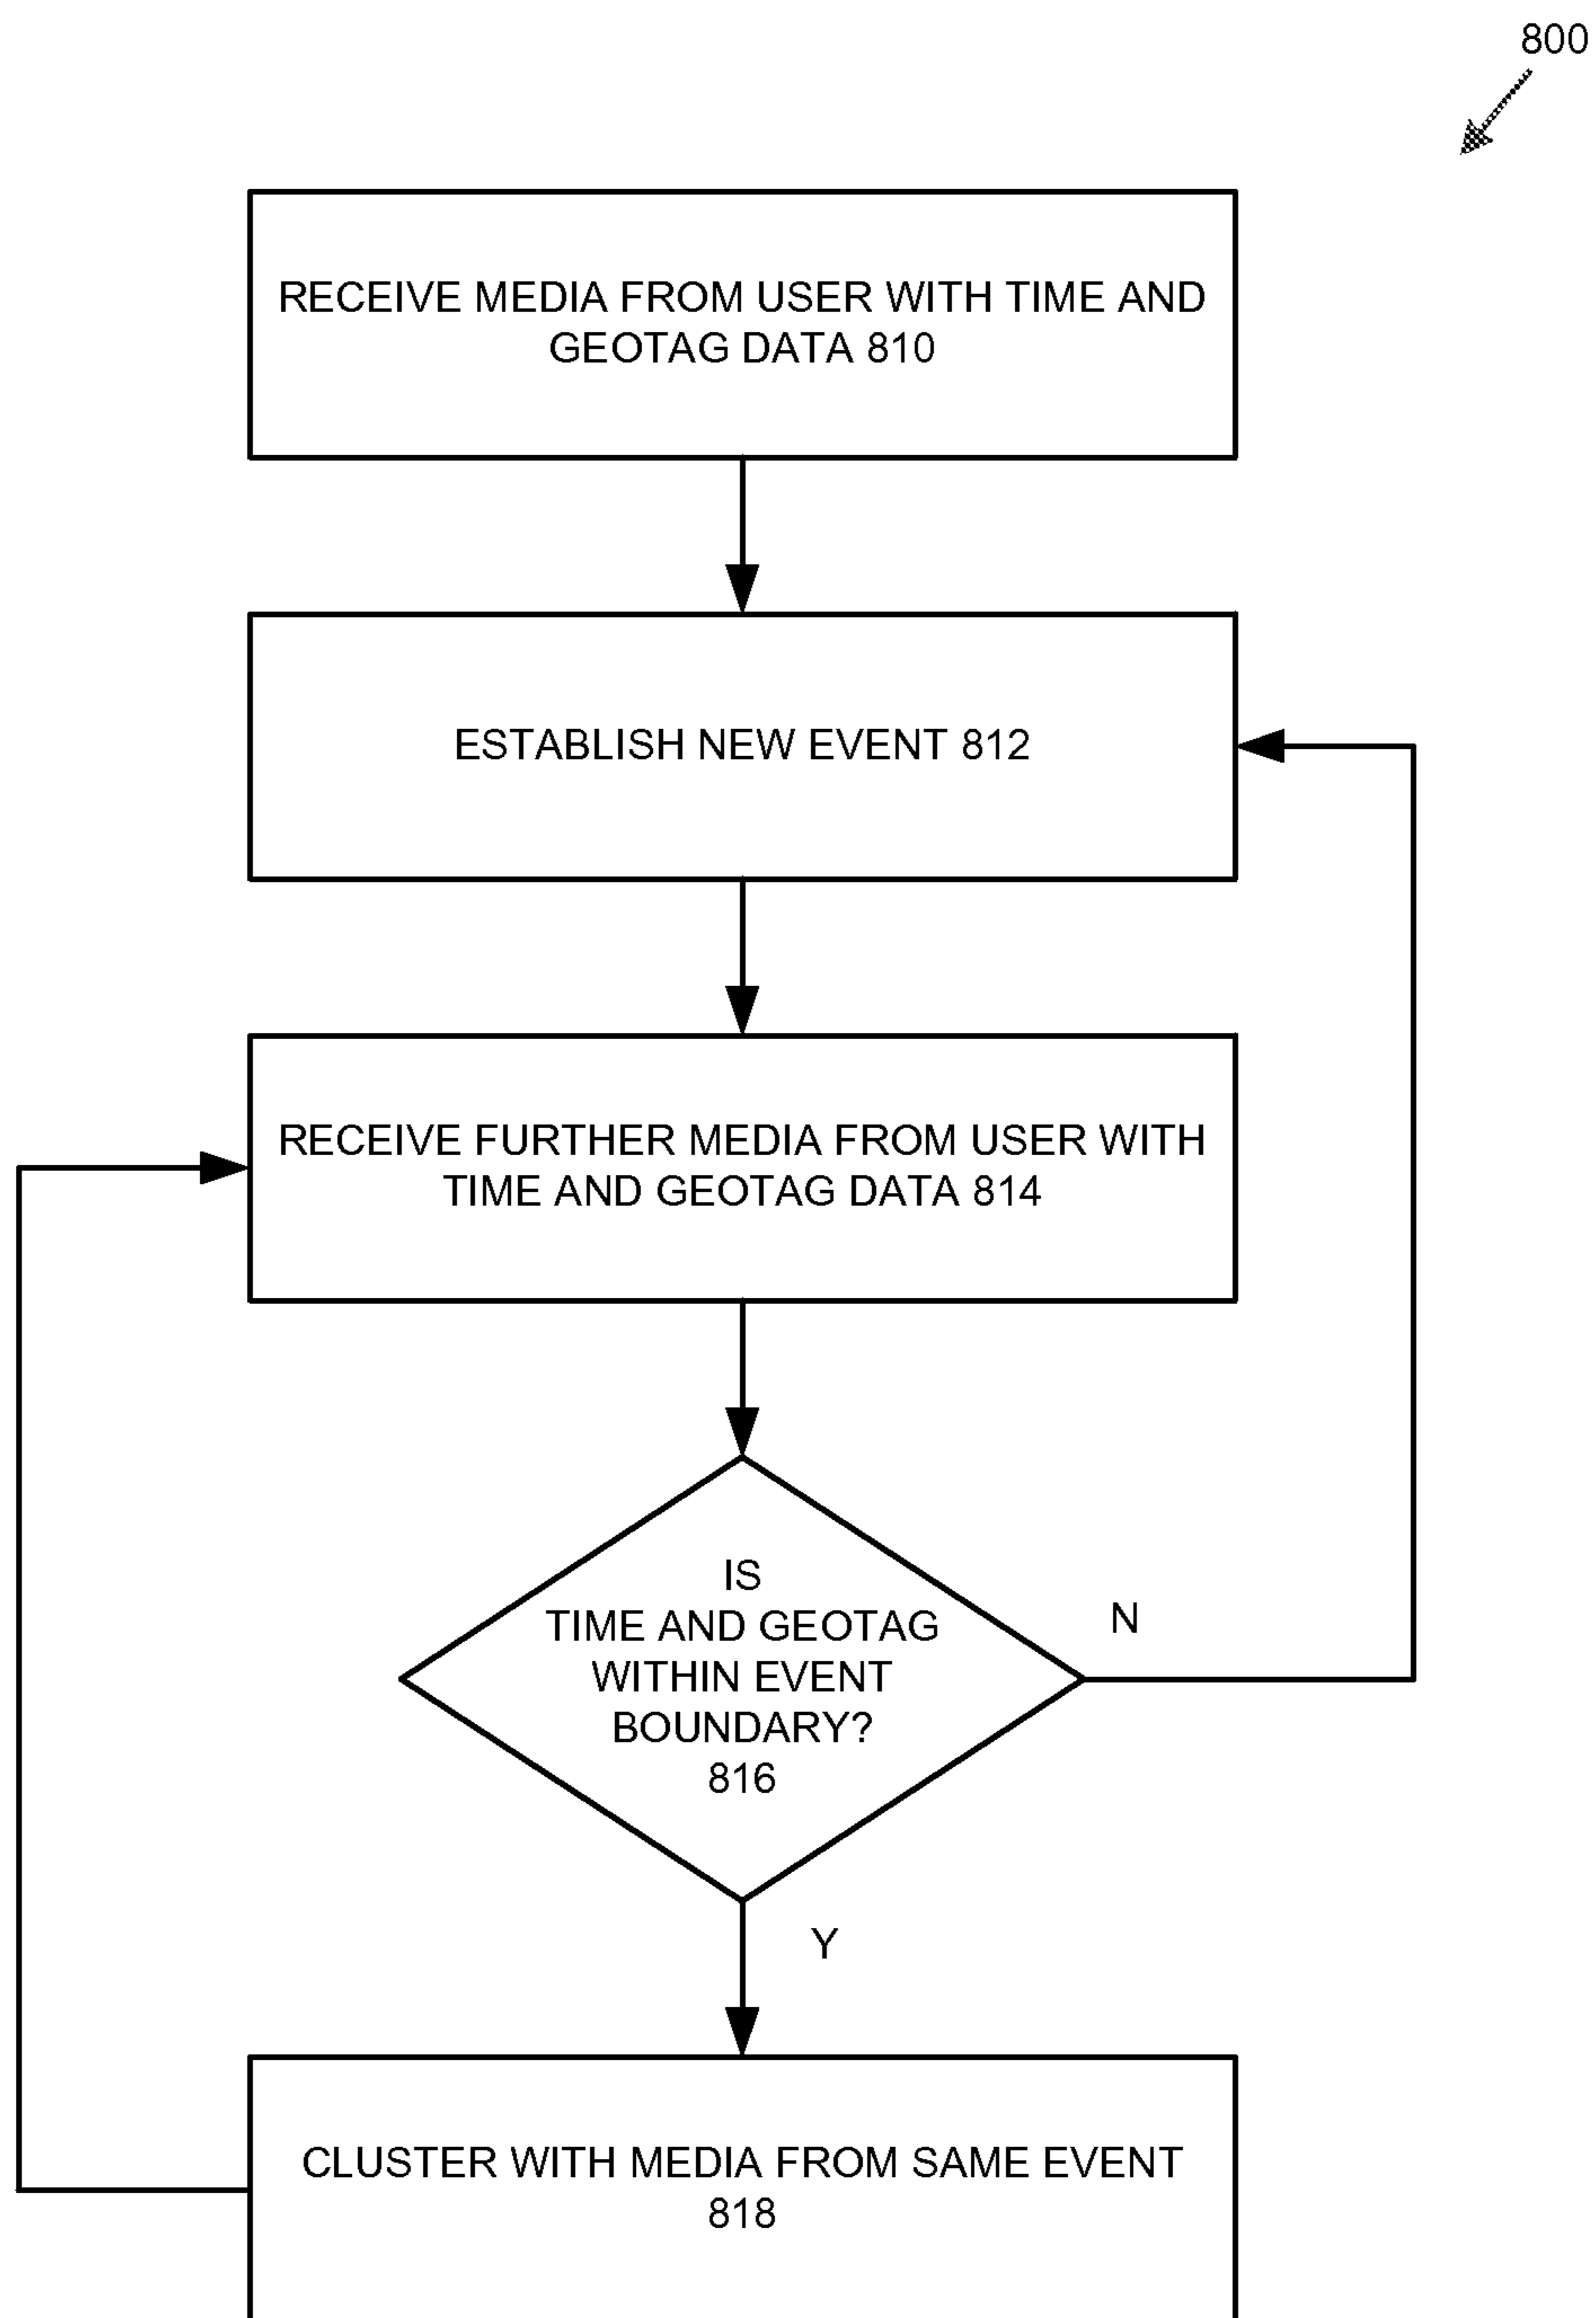 800
RECEIVE MEDIA FROM USER WITH TIME AND
GEOTAG DATA 810
ESTABLISH NEW EVENT 812
RECEIVE FURTHER MEDIA FROM USER WITH
TIME AND GEOTAG DATA 814
IS
TIME AND GEOTAG
WITHIN EVENT
BOUNDARY?
816
N
Y
CLUSTER WITH MEDIA FROM SAME EVENT
818